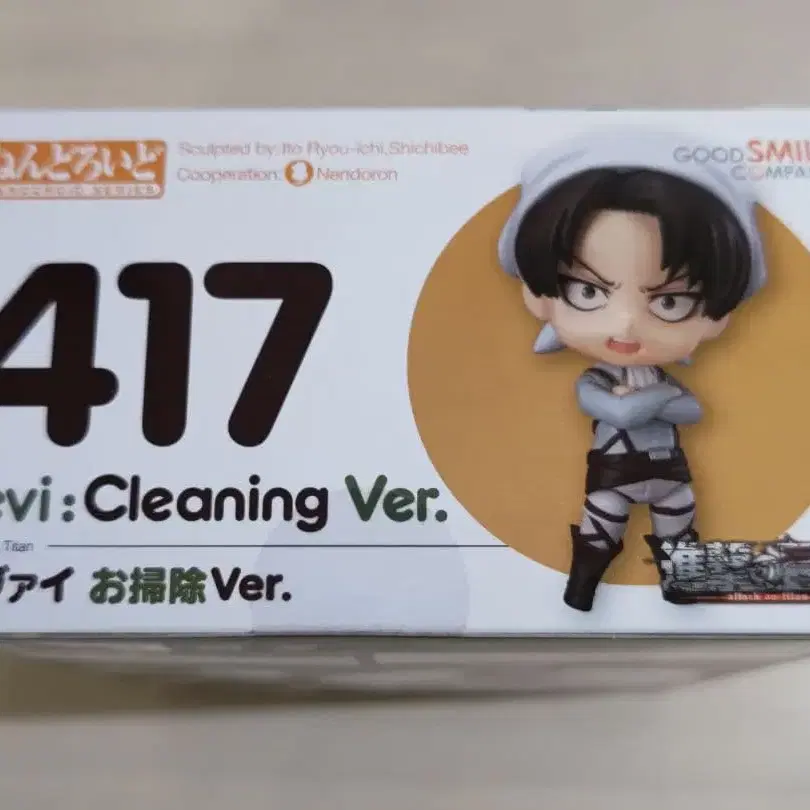 ねんどろいど
Sculpted by: Ito Ryou-ichi, Shichibee
Cooperation: Nendoron
GOOD SMIL
COMPA
417
evi : Cleaning Ver.
Titan
ヴァイ お掃除Ver.
進撃の
attack on titan